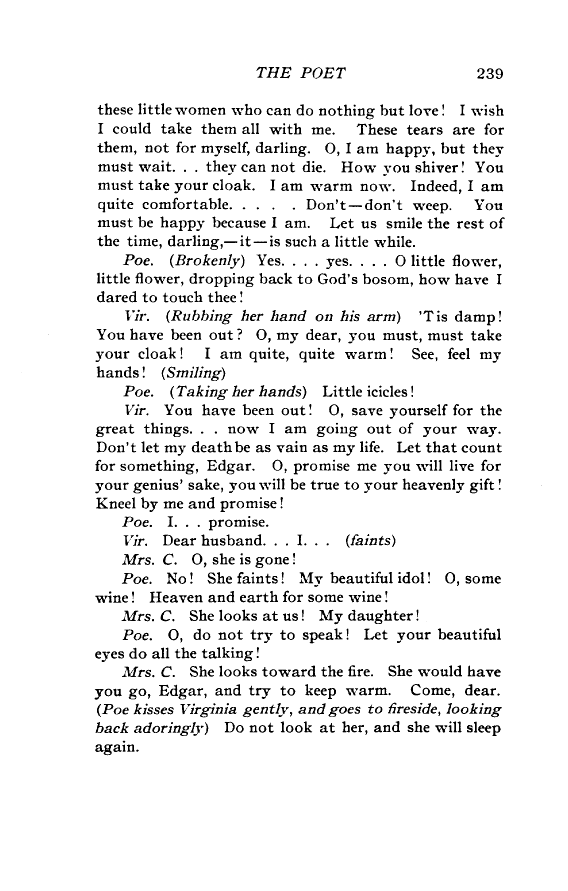 THE POET 239
these little women who can do nothing but love! I wish
I could take them all with me. These tears are for
them, not for myself, darling. O, I am happy, but they
must wait. . . they can not die. How you shiver! You
must take your cloak. I am warm now. Indeed, I am
quite comfortable. . . . . Don't—don't weep. You
must be happy because I am. Let us smile the rest of
the time, darling,—it—is such a little while.
Poe. (Brokenly) Yes. . . . yes. . . . O little flower,
little flower, dropping back to God's bosom, how have I
dared to touch thee!
Vir. (Rubbing her hand on his arm) 'Tis damp!
You have been out? O, my dear, you must, must take
your cloak! I am quite, quite warm! See, feel my
hands! (Smiling)
Poe. (Taking her hands) Little icicles!
Vir. You have been out! O, save yourself for the
great things. . . now I am going out of your way.
Don't let my death be as vain as my life. Let that count
for something, Edgar. O, promise me you will live for
your genius' sake, you will be true to your heavenly gift!
Kneel by me and promise!
Poe. I. . . promise.
Vir. Dear husband. . . I. . . (faints)
Mrs. C. O, she is gone!
Poe. No! She faints! My beautiful idol! O, some
wine! Heaven and earth for some wine!
Mrs. C. She looks at us! My daughter!
Poe. O, do not try to speak! Let your beautiful
eyes do all the talking!
Mrs. C. She looks toward the fire. She would have
you go, Edgar, and try to keep warm. Come, dear.
(Poe kisses Virginia gently, and goes to fireside, looking
back adoringly) Do not look at her, and she will sleep
again.